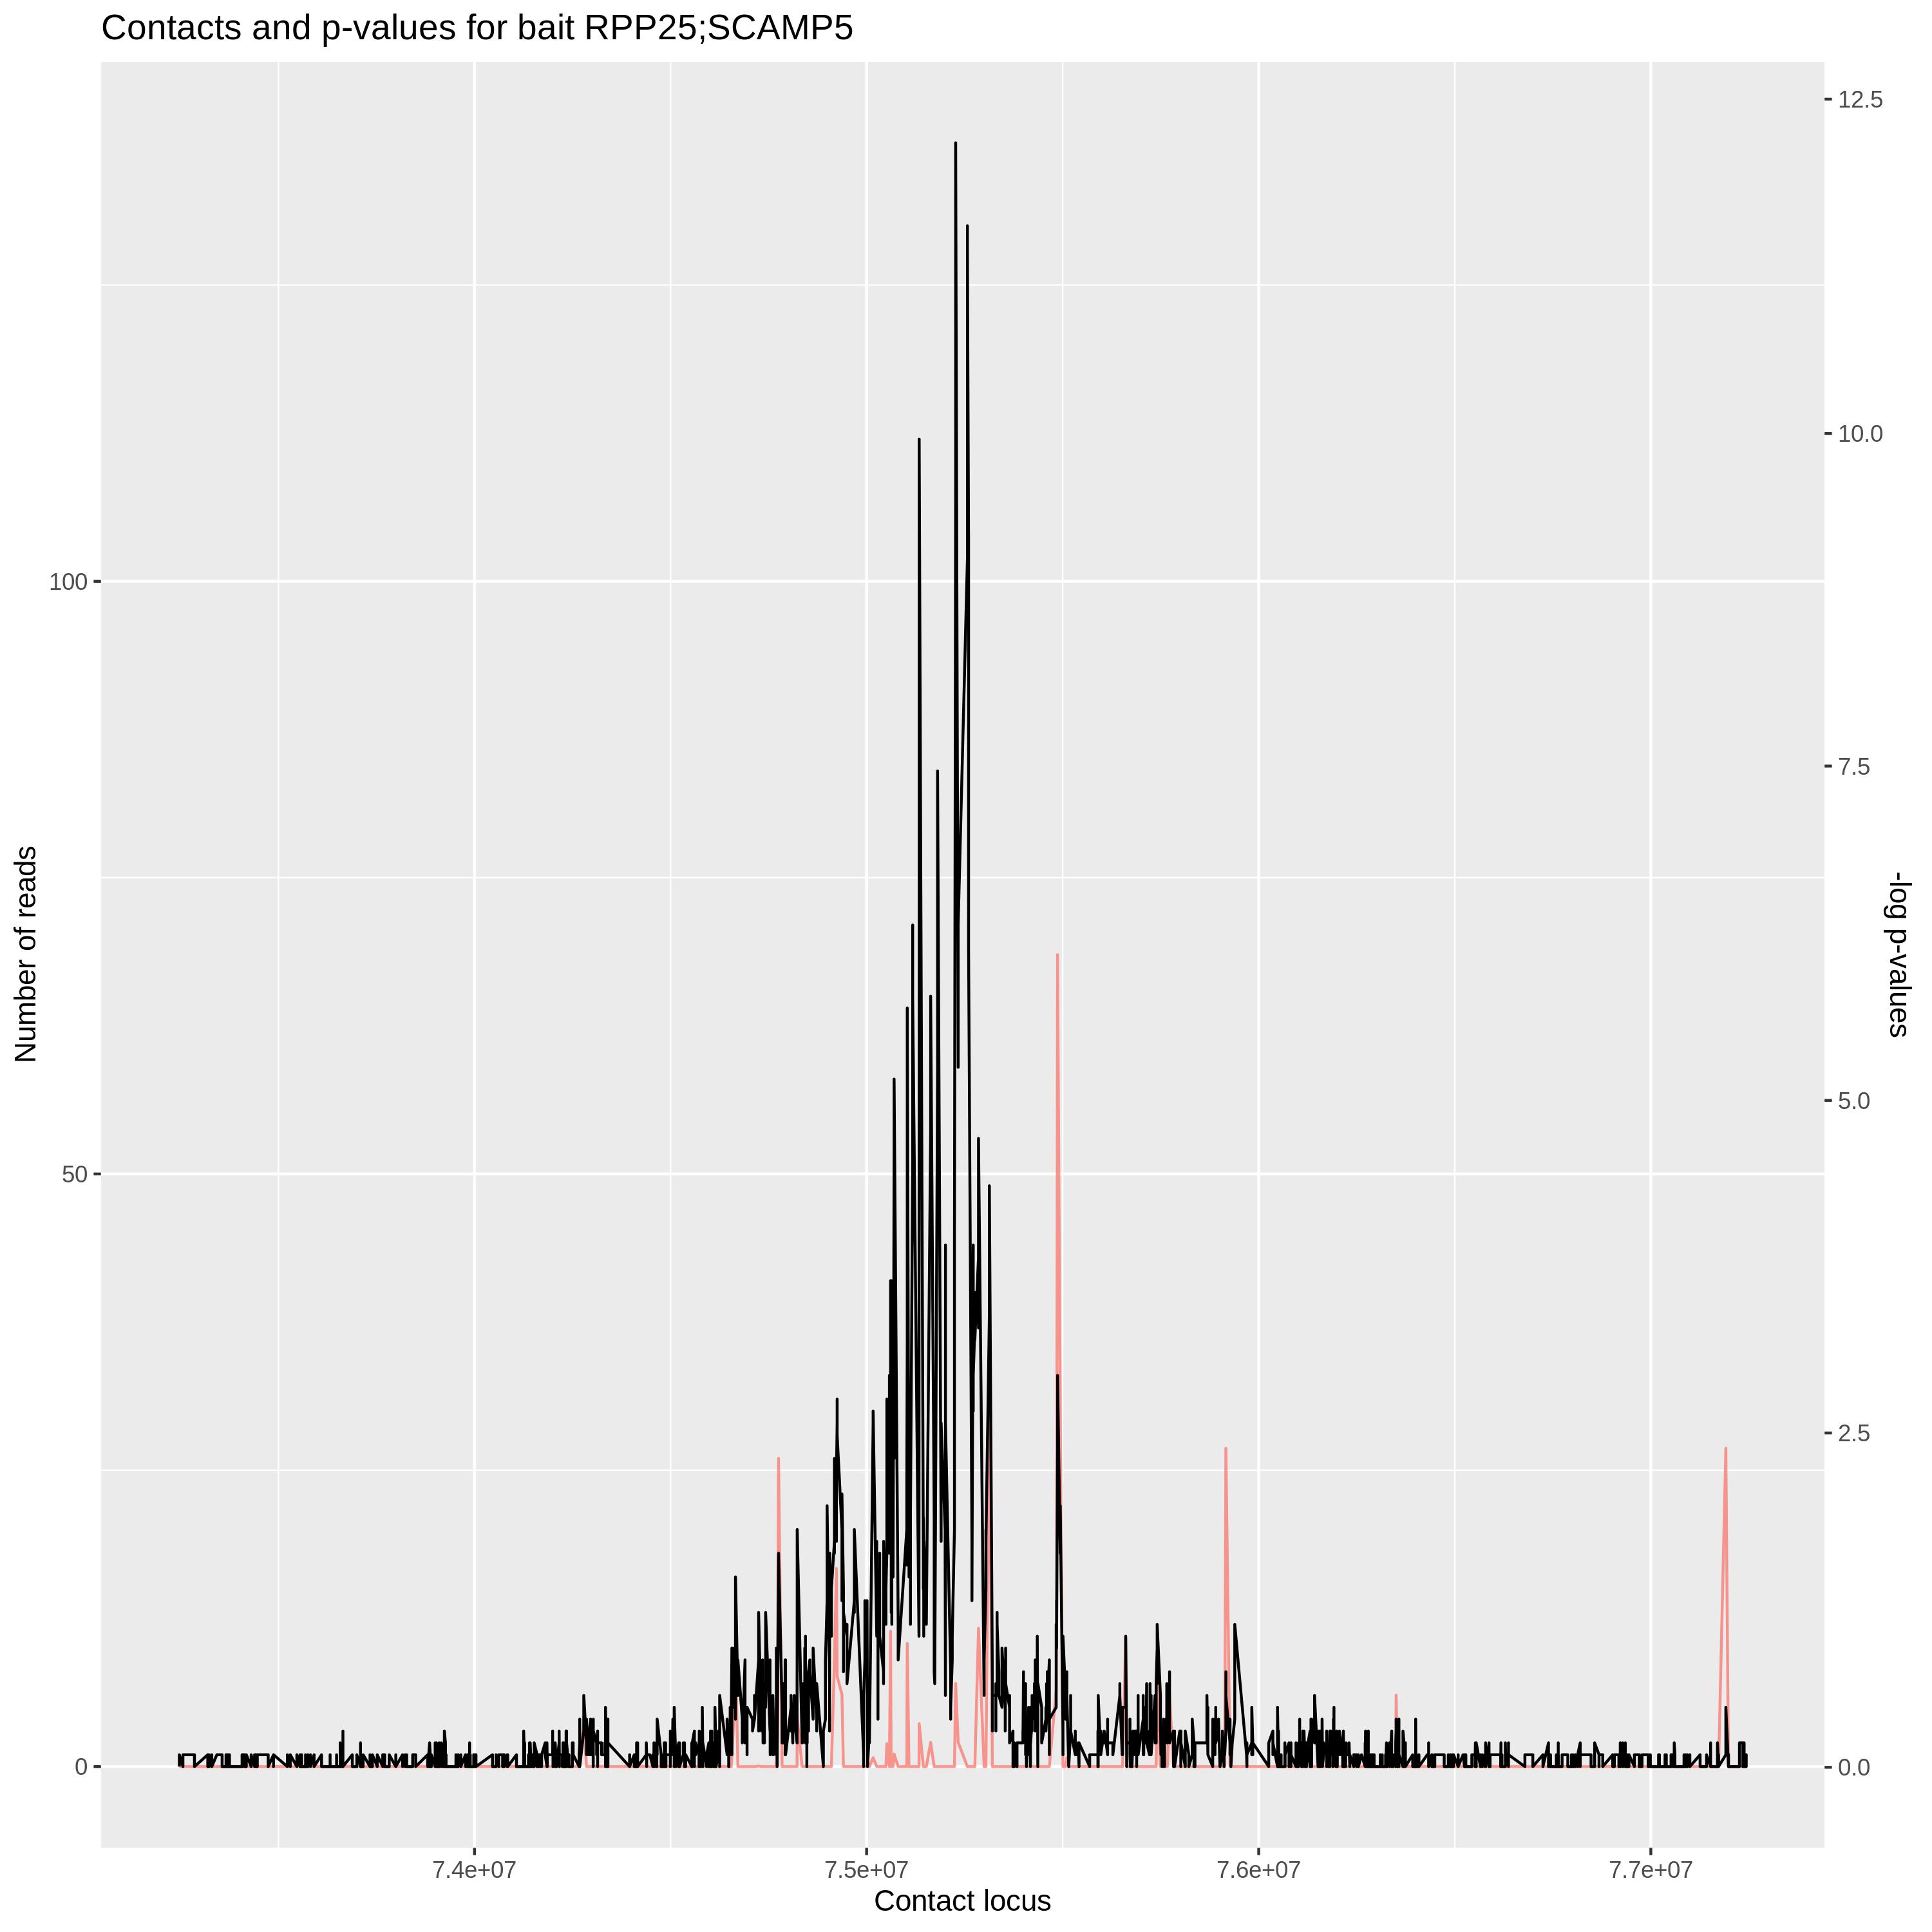 Contacts and p-values for bait RPP25;SCAMP5
Number of reads
100
50
0
12.5
10.0
7.5
5.0
2.5
0.0
-log p-values
7.4e+07
7.5e+07
7.6e+07
7.7e+07
Contact locus